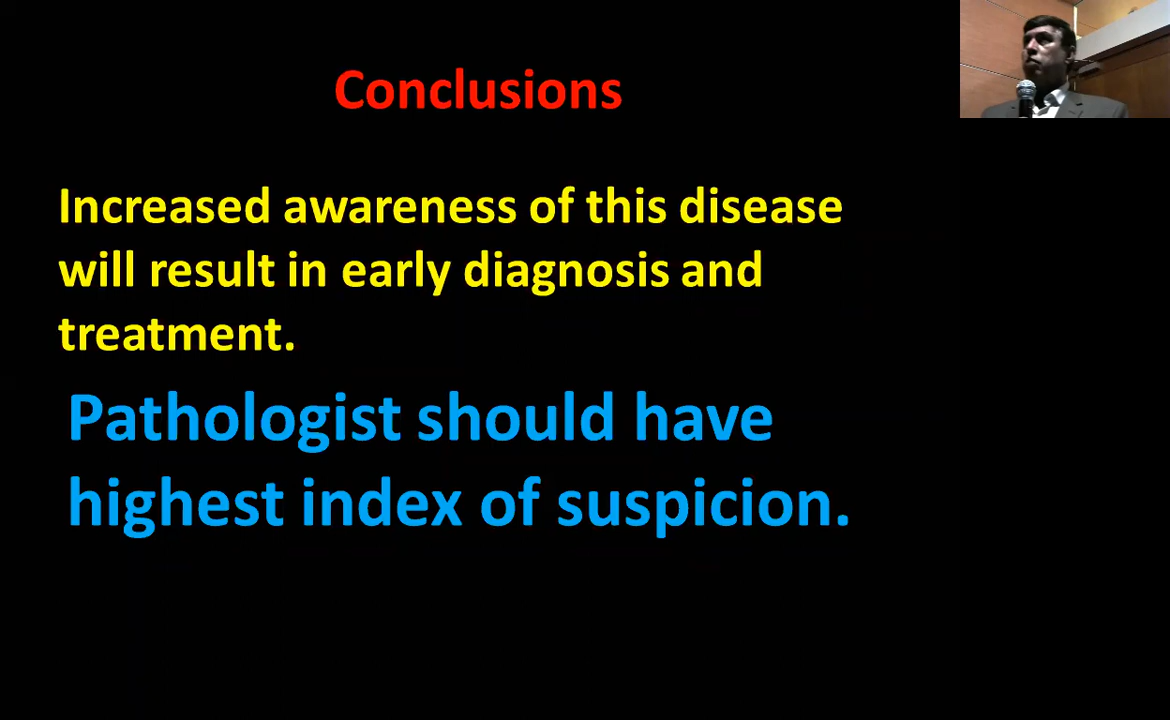 Conclusions
Increased awareness of this disease
will result in early diagnosis and
treatment.
Pathologist should have
highest index of suspicion.